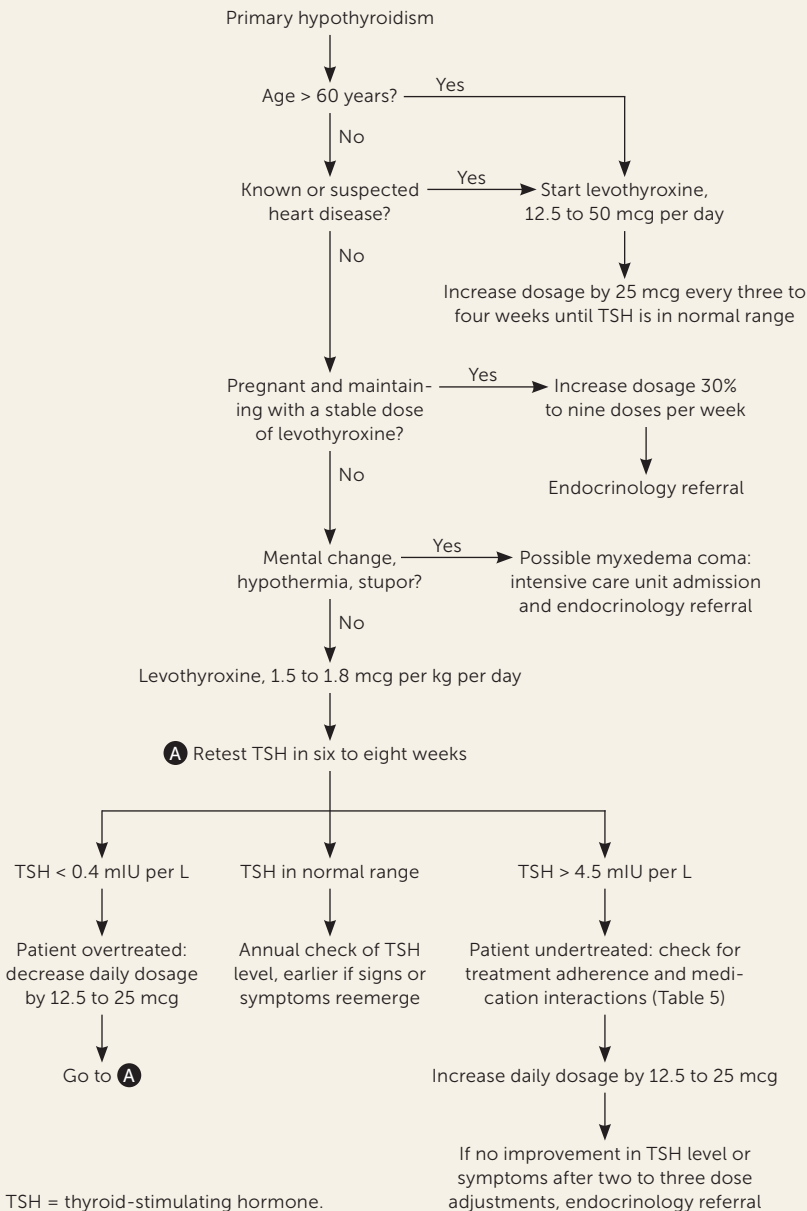 Primary hypothyroidism
Age > 60 years?
Yes
No
Known or suspected
heart disease?
Yes
Start levothyroxine,
12.5 to 50 mcg per day
No
Increase dosage by 25 mcg every three to
four weeks until TSH is in normal range
Pregnant and maintain-
ing with a stable dose
of levothyroxine?
Yes
Increase dosage 30%
to nine doses per week
No
Endocrinology referral
Mental change,
hypothermia, stupor?
Yes
Possible myxedema coma:
intensive care unit admission
and endocrinology referral
No
Levothyroxine, 1.5 to 1.8 mcg per kg per day
A Retest TSH in six to eight weeks
TSH < 0.4 mIU per L
TSH in normal range
TSH > 4.5 mIU per L
Patient overtreated:
decrease daily dosage
by 12.5 to 25 mcg
Annual check of TSH
level, earlier if signs or
symptoms reemerge
Patient undertreated: check for
treatment adherence and medi-
cation interactions (Table 5)
Go to A
Increase daily dosage by 12.5 to 25 mcg
If no improvement in TSH level or
symptoms after two to three dose
adjustments, endocrinology referral
TSH = thyroid-stimulating hormone.